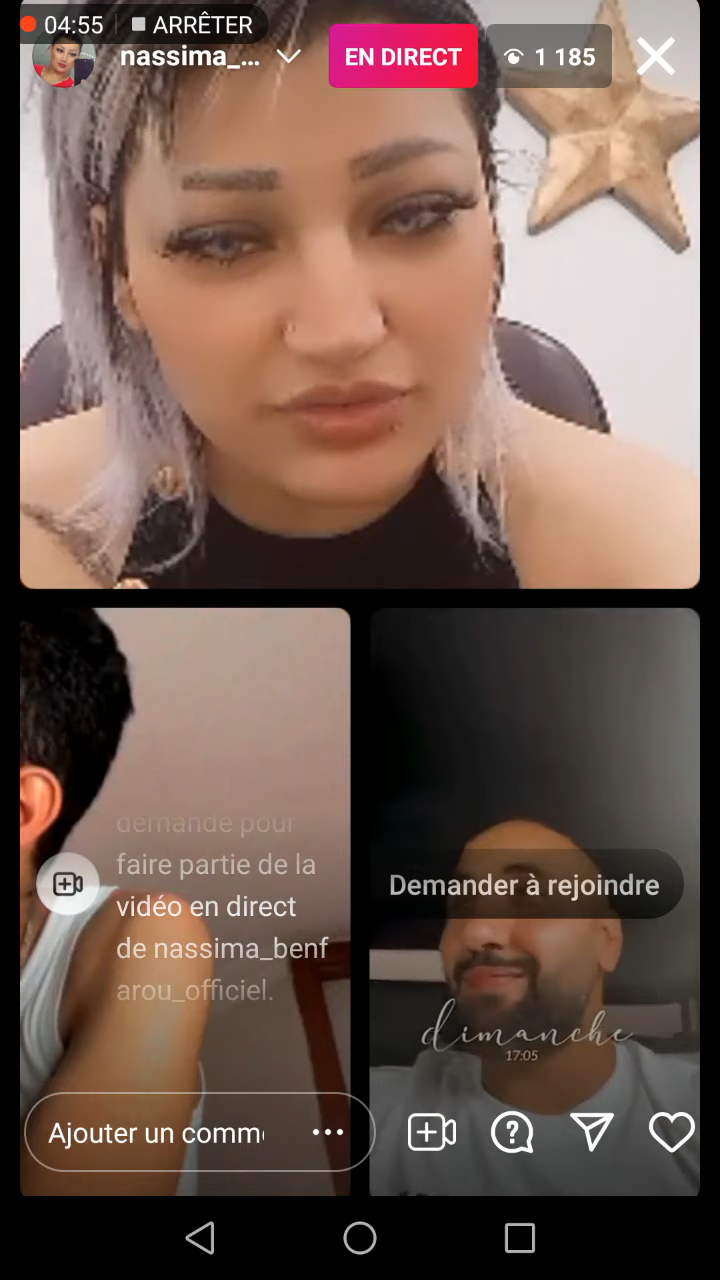 04:55 ARRÊTER
nassima_...
EN DIRECT
1 185
demande pour
faire partie de la
vidéo en direct
de nassima_benf
arou_officiel.
Demander à rejoindre
dimanche
17:05
Ajouter un comm